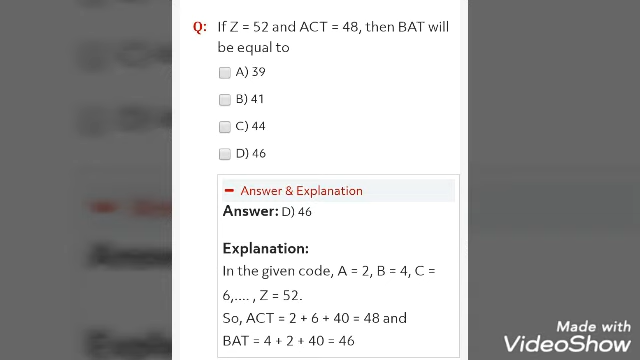 Q: If Z = 52 and ACT = 48, then BAT will
be equal to
A) 39
B) 41
C) 44
D) 46
Answer & Explanation
Answer: D) 46
Explanation:
In the given code, A = 2, B = 4, C =
6,.... , Z = 52.
So, ACT = 2 + 6 + 40 = 48 and
BAT = 4 + 2 + 40 = 46
Made with
VideoShow